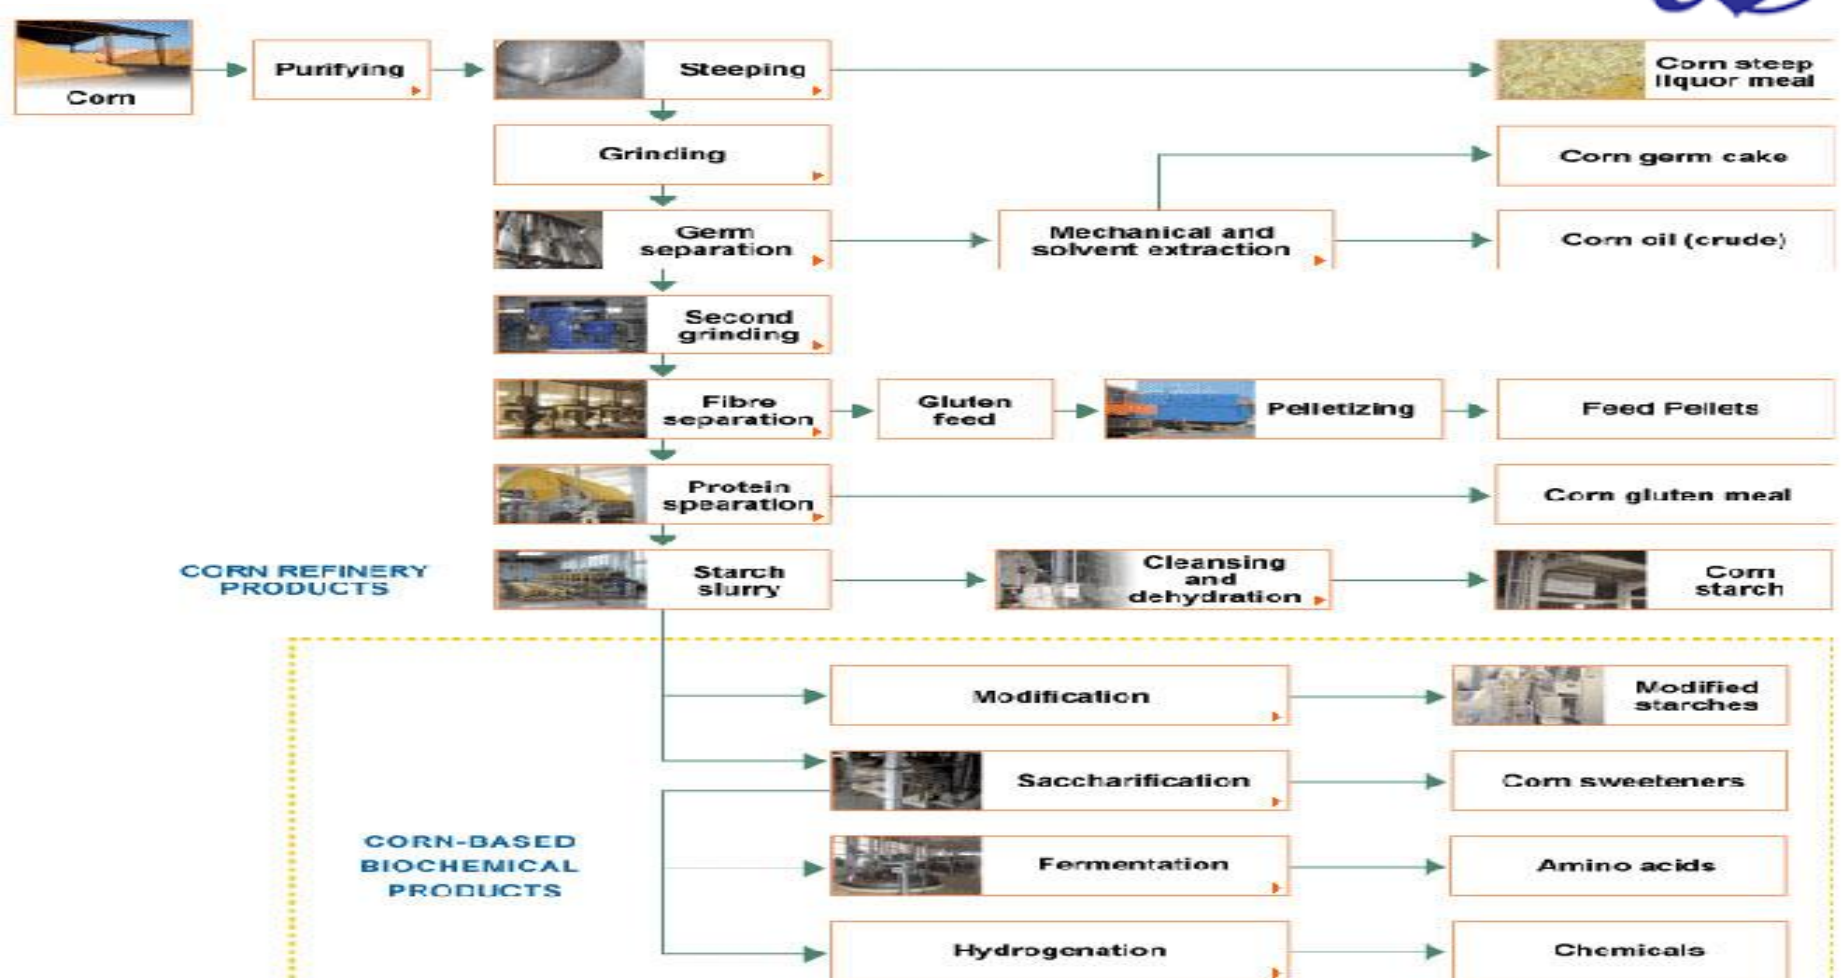 Corn
Purifying
Steeping
Corn steep
liquor meal
Grinding
Corn germ cake
Germ
separation
Mechanical and
solvent extraction
Corn oil (crude)
Second
grinding
Fibre
separation
Gluten
feed
Pelletizing
Feed Pellets
Protein
spearation
Corn gluten meal
CORN REFINERY
PRODUCTS
Starch
slurry
Cleansing
and
dehydration
Corn
starch
Modification
Modified
starches
Saccharification
Corn sweeteners
CORN-BASED
BIOCHEMICAL
PRODUCTS
Fermentation
Amino acids
Hydrogenation
Chemicals